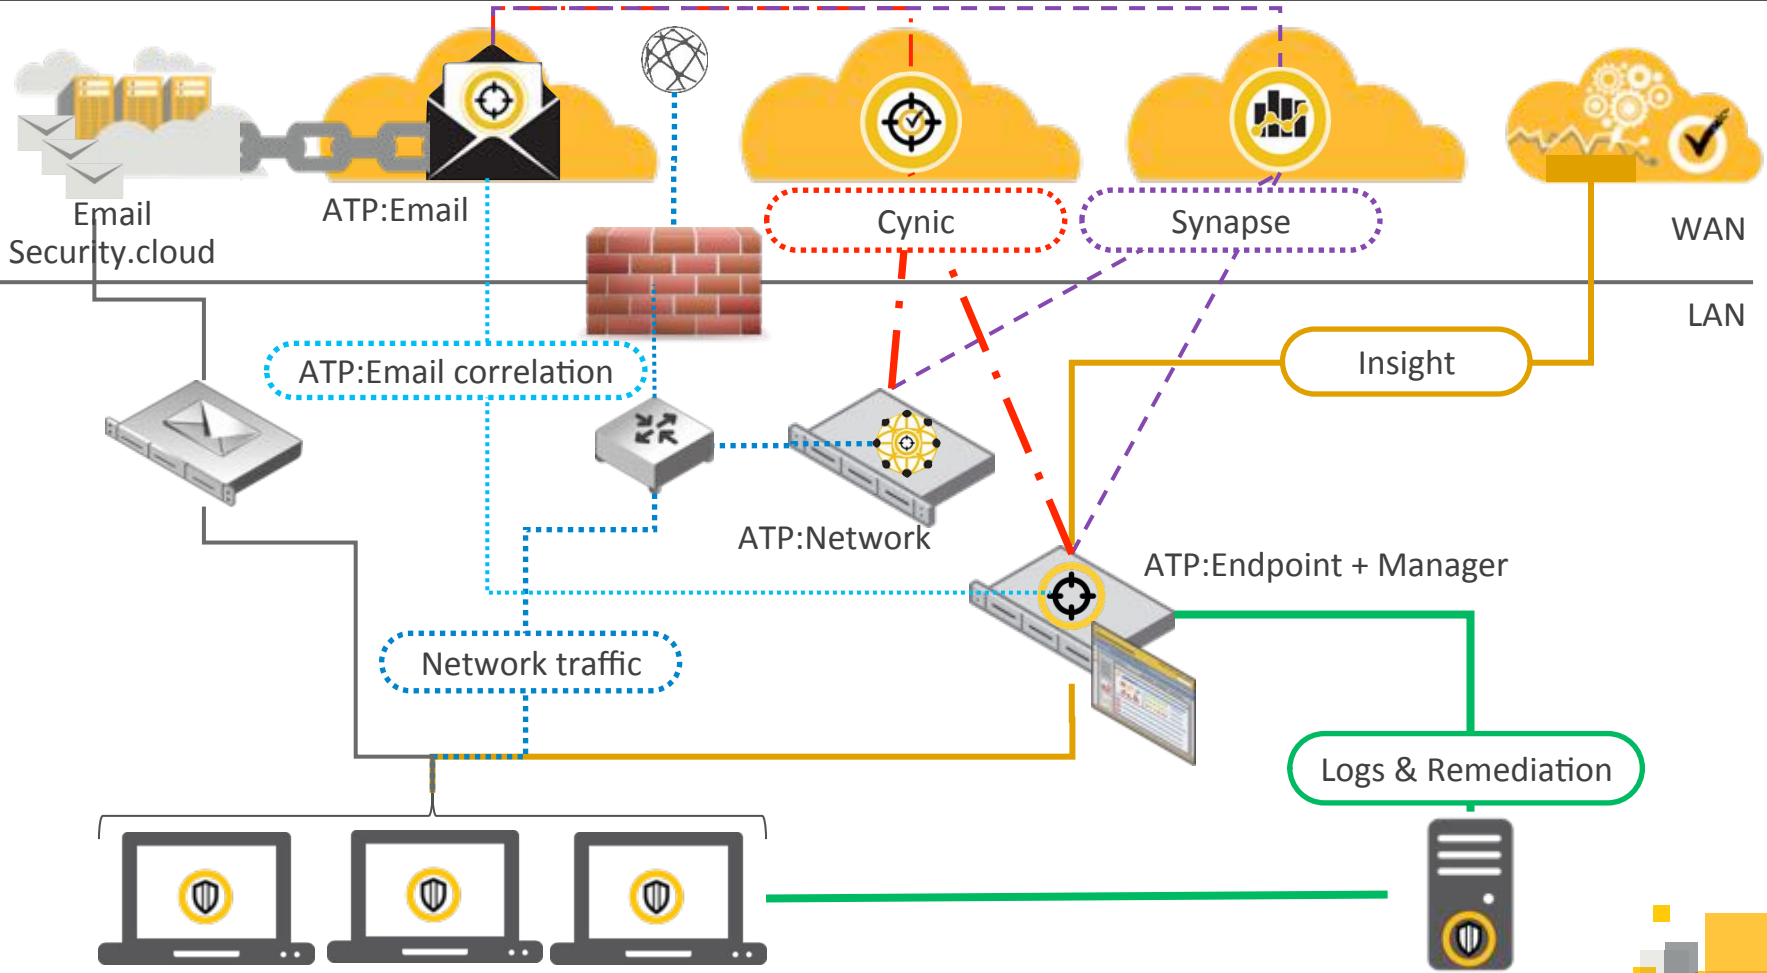 Email
Security.cloud
ATP:Email
Cynic
Synapse
WAN
LAN
ATP:Email correlation
Insight
ATP:Network
ATP:Endpoint + Manager
Network traffic
Logs & Remediation